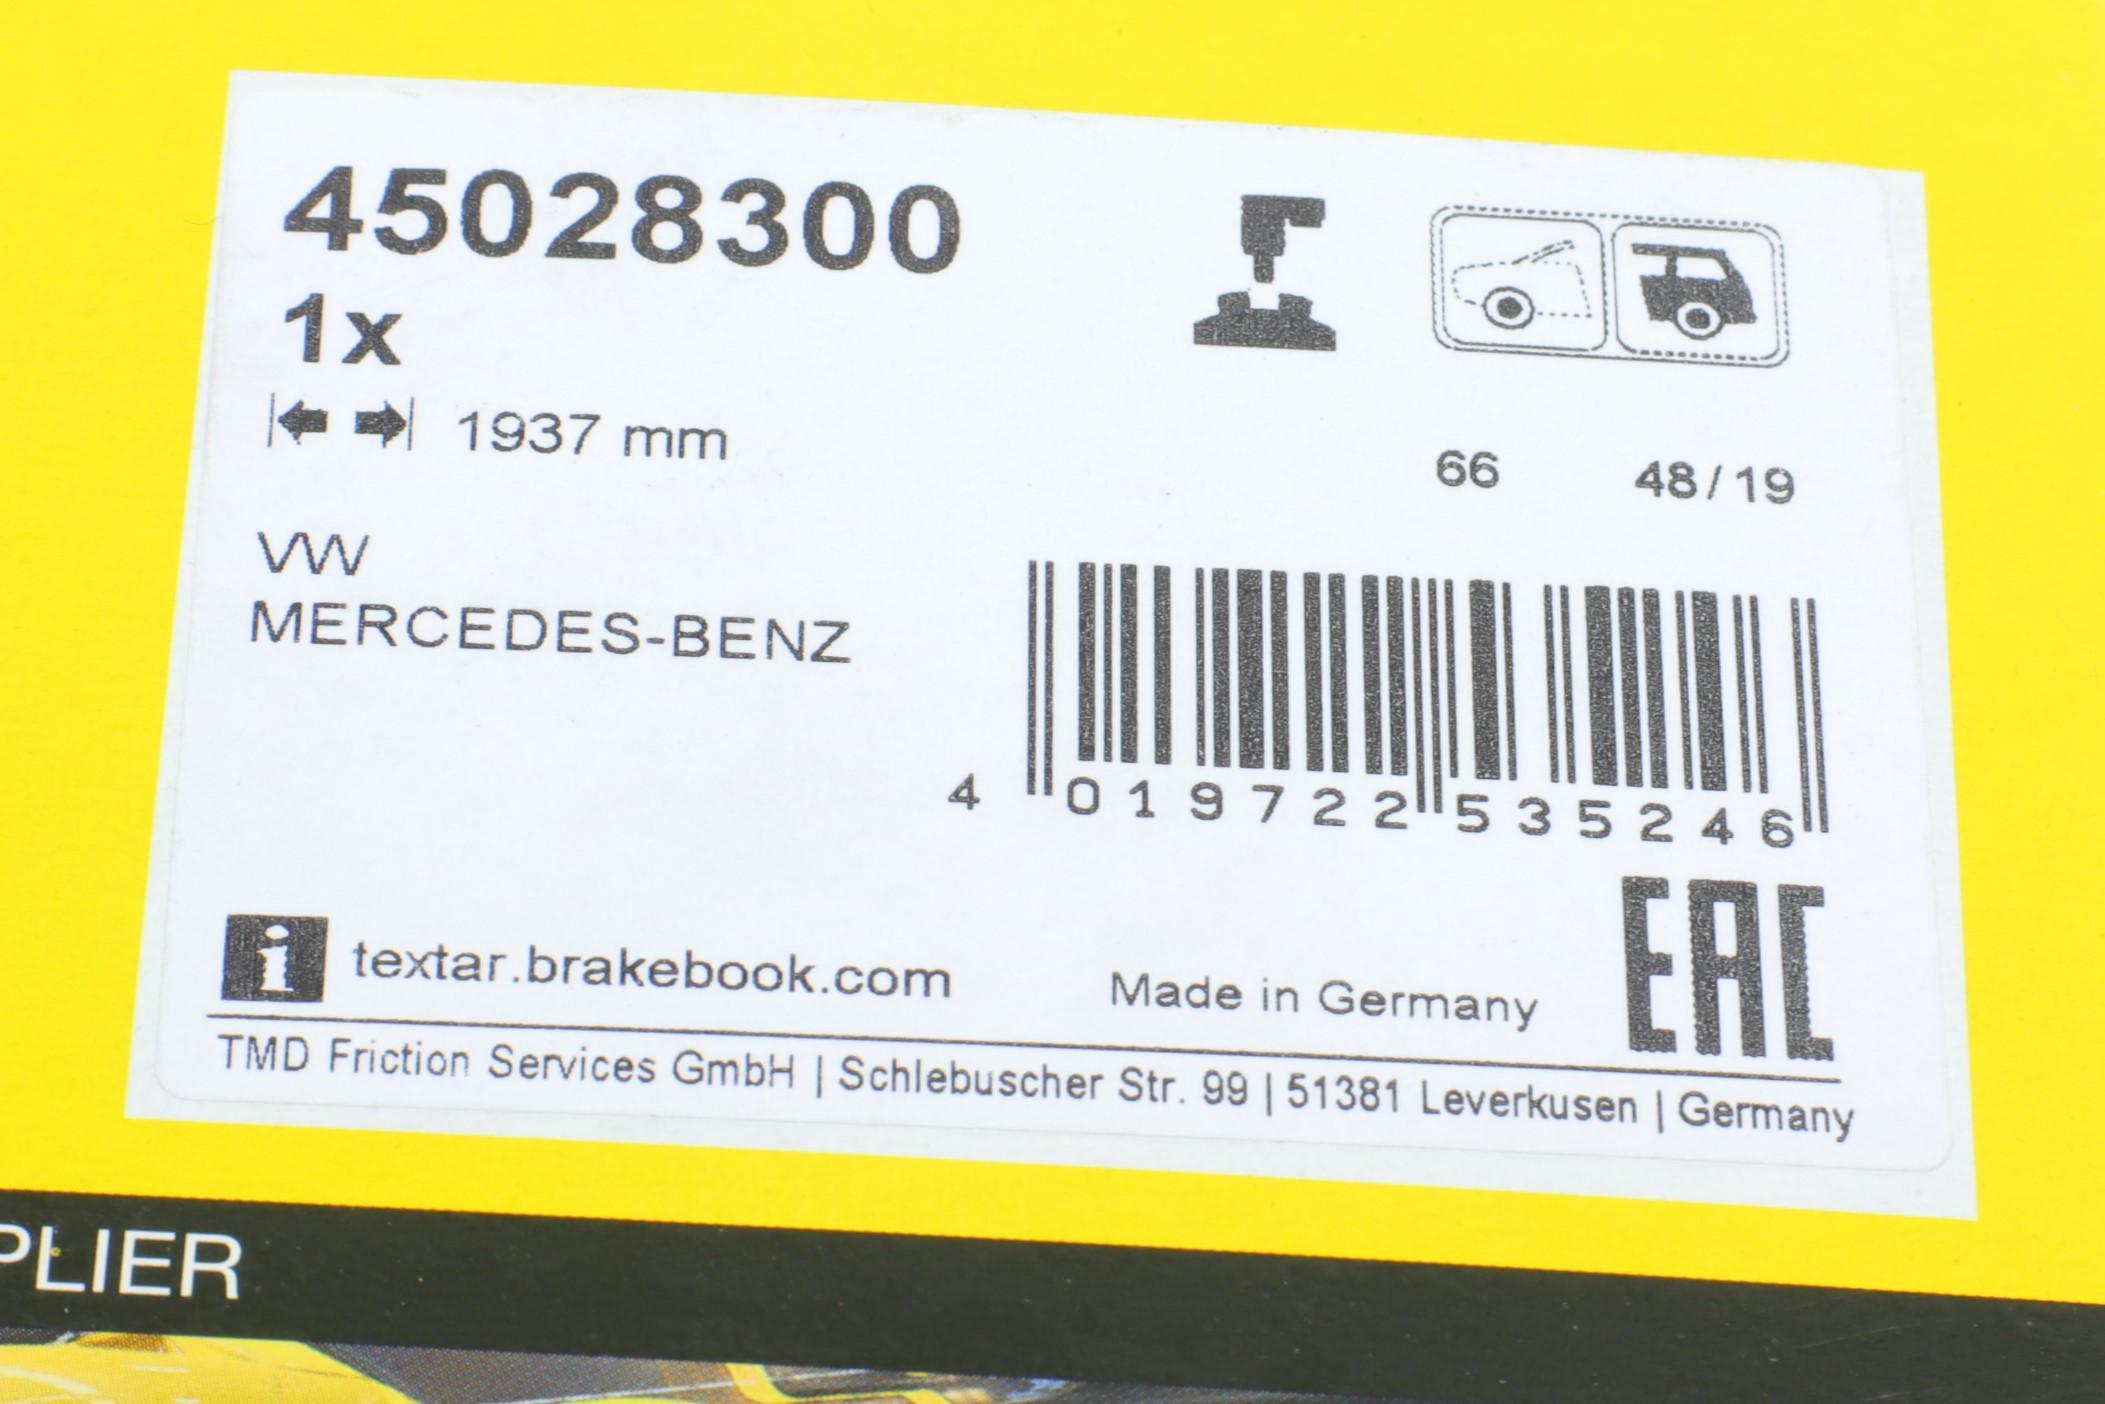 45028300
1x
1937 mm
66 48/19
VW
MERCEDES-BENZ
4 019722 535246
i textar.brakebook.com
Made in Germany
EAC
TMD Friction Services GmbH | Schlebuscher Str. 99 | 51381 Leverkusen | Germany
PLIER